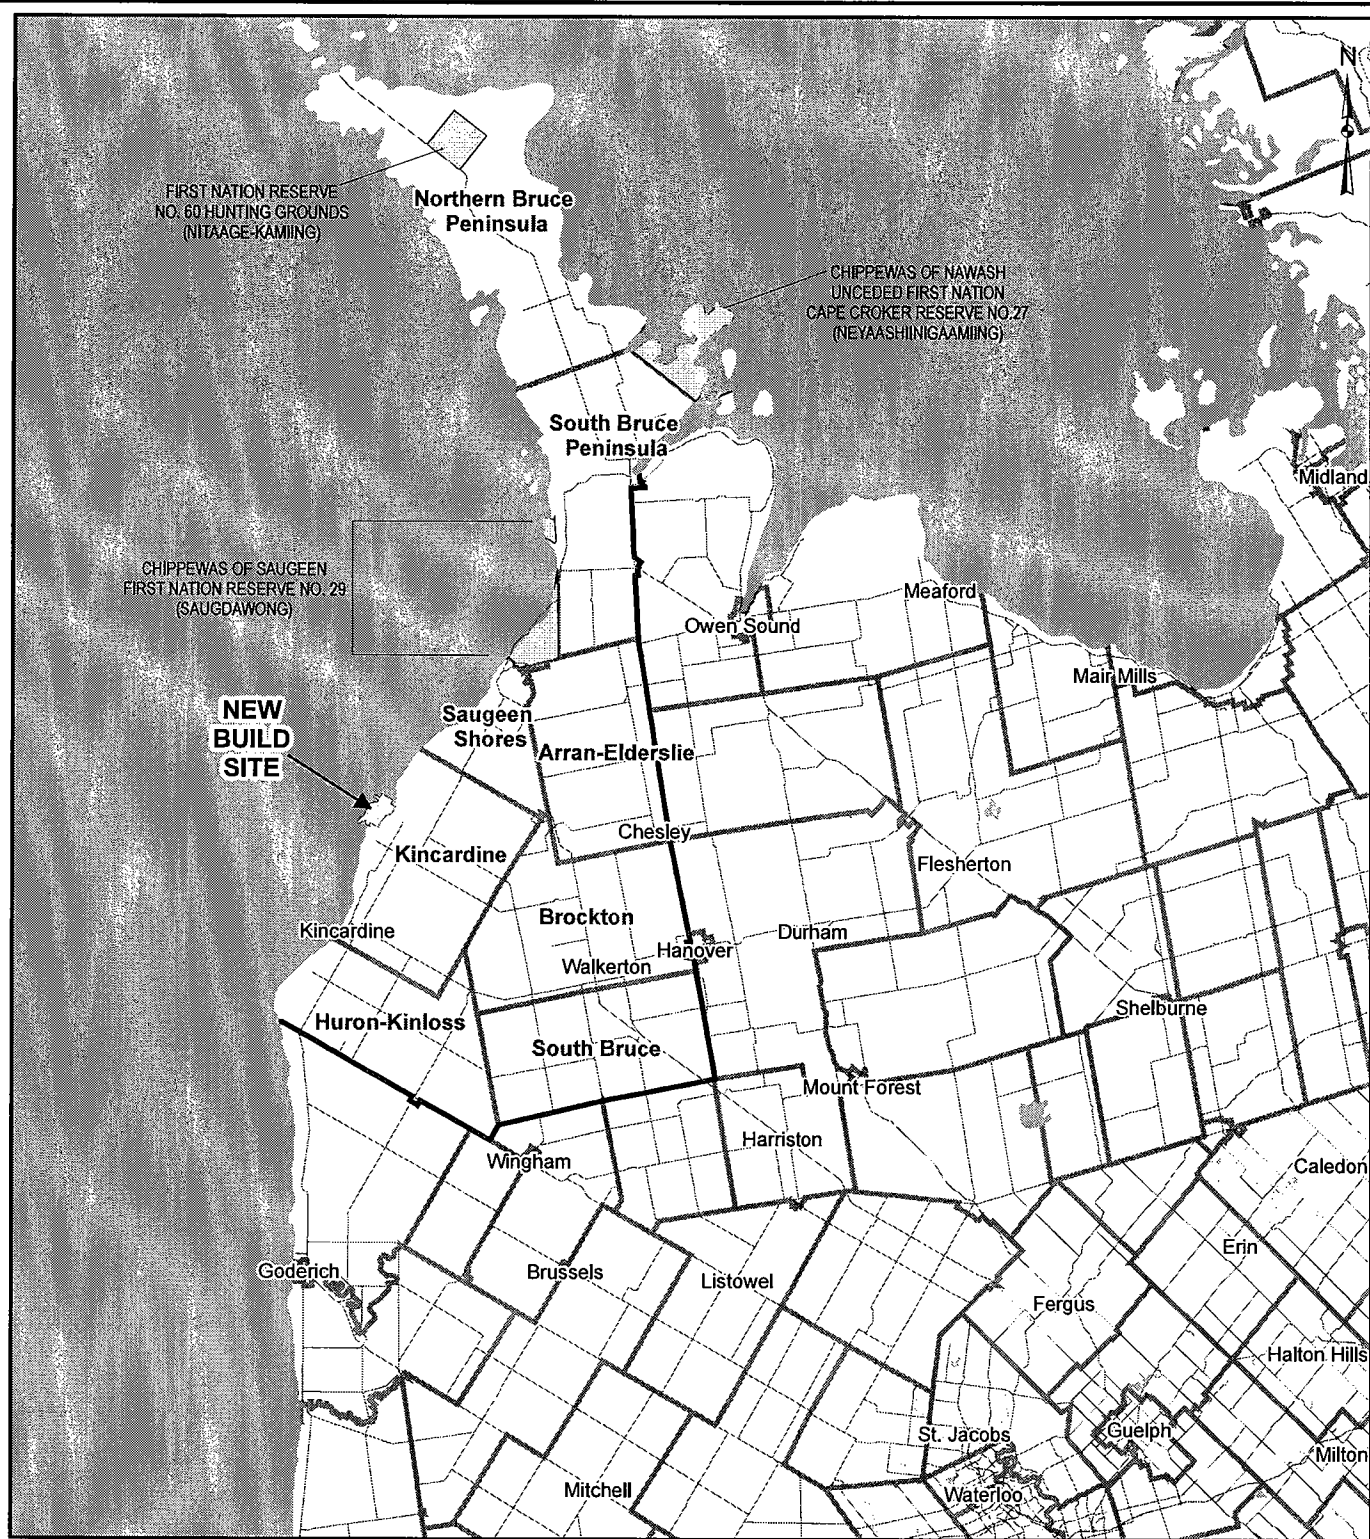 N
FIRST NATION RESERVE
NO. 60 HUNTING GROUNDS
(NITAAGE-KAMIING)
Northern Bruce
Peninsula
CHIPPEWAS OF NAWASH
UNCEDED FIRST NATION
CAPE CROKER RESERVE NO.27
(NEYAASHIINIGAAMIING)
South Bruce
Peninsula
Midland
CHIPPEWAS OF SAUGEEN
FIRST NATION RESERVE NO. 29
(SAUGDAWONG)
Meaford
Owen Sound
Mair Mills
NEW
BUILD
SITE
Saugeen
Shores
Arran-Elderslie
Chesley
Kincardine
Flesherton
Brockton
Kincardine
Durham
Hanover
Walkerton
Shelburne
Huron-Kinloss
South Bruce
Mount Forest
Harriston
Wingham
Caledon
Erin
Goderich
Brussels
Listowel
Fergus
Halton Hills
St. Jacobs
Guelph
Milton
Mitchell
Waterloo